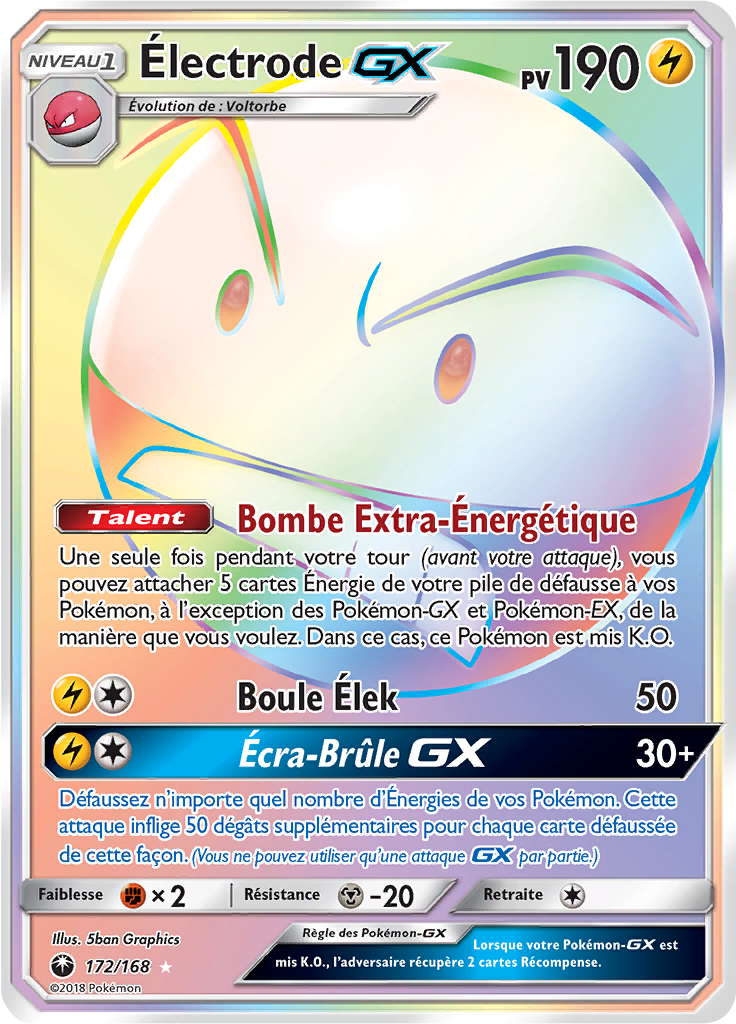 NIVEAU 1
Électrode GX
PV 190
Évolution de : Voltorbe
Talent Bombe Extra-Énergétique
Une seule fois pendant votre tour (avant votre attaque), vous
pouvez attacher 5 cartes Énergie de votre pile de défausse à vos
Pokémon, à l'exception des Pokémon-GX et Pokémon-EX, de la
manière que vous voulez. Dans ce cas, ce Pokémon est mis K.O.
Boule Élek 50
Écra-Brûle GX 30+
Défaussez n'importe quel nombre d'Énergies de vos Pokémon. Cette
attaque inflige 50 dégâts supplémentaires pour chaque carte défaussée
de cette façon. (Vous ne pouvez utiliser qu'une attaque GX par partie.)
Faiblesse ×2 Résistance -20 Retraite
Illus. 5ban Graphics
172/168
©2018 Pokémon
Règle des Pokémon-GX
Lorsque votre Pokémon-GX est
mis K.O., l'adversaire récupère 2 cartes Récompense.